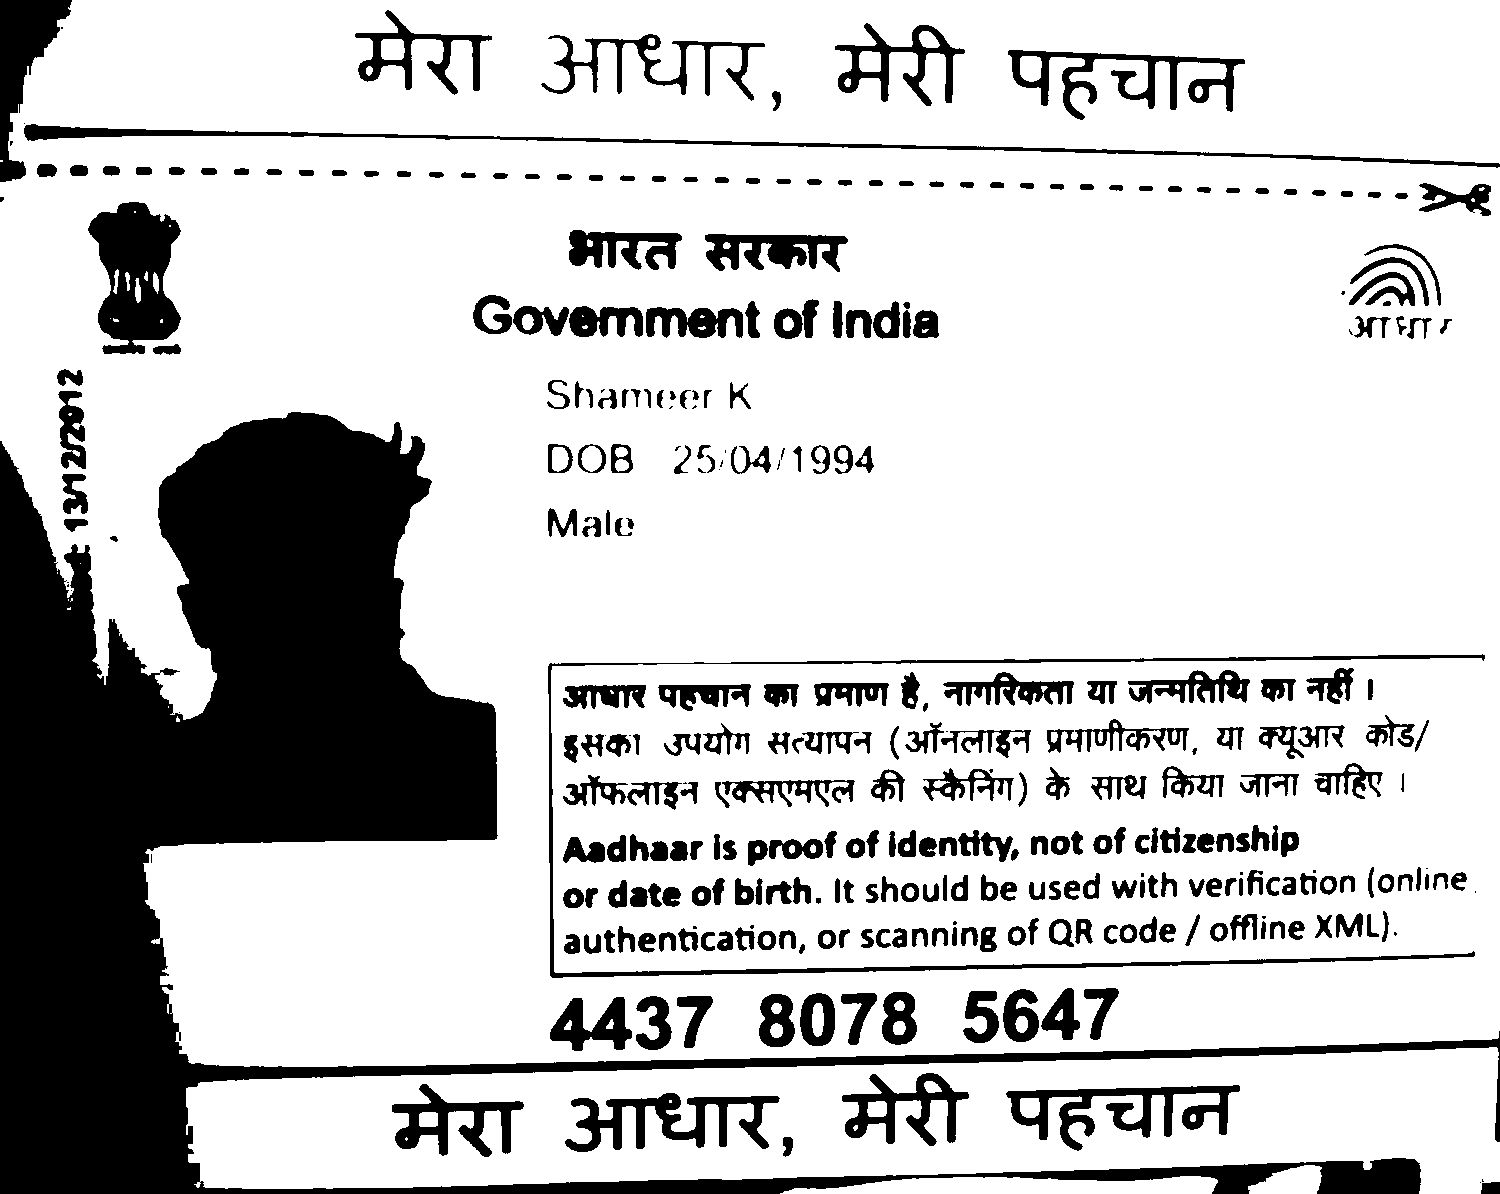 मेरा आधार, मेरी पहचान
भारत सरकार
Government of India
आधार
13/12/2012
Shameer K
DOB 25/04/1994
Male
आधार पहचान का प्रमाण है, नागरिकता या जन्मतिथि का नहीं ।
इसका उपयोग सत्यापन (ऑनलाइन प्रमाणीकरण, या क्यूआर कोड/
ऑफलाइन एक्सएमएल की स्कैनिंग) के साथ किया जाना चाहिए ।
Aadhaar is proof of identity, not of citizenship
or date of birth. It should be used with verification (online
authentication, or scanning of QR code / offline XML).
4437 8078 5647
मेरा आधार, मेरी पहचान